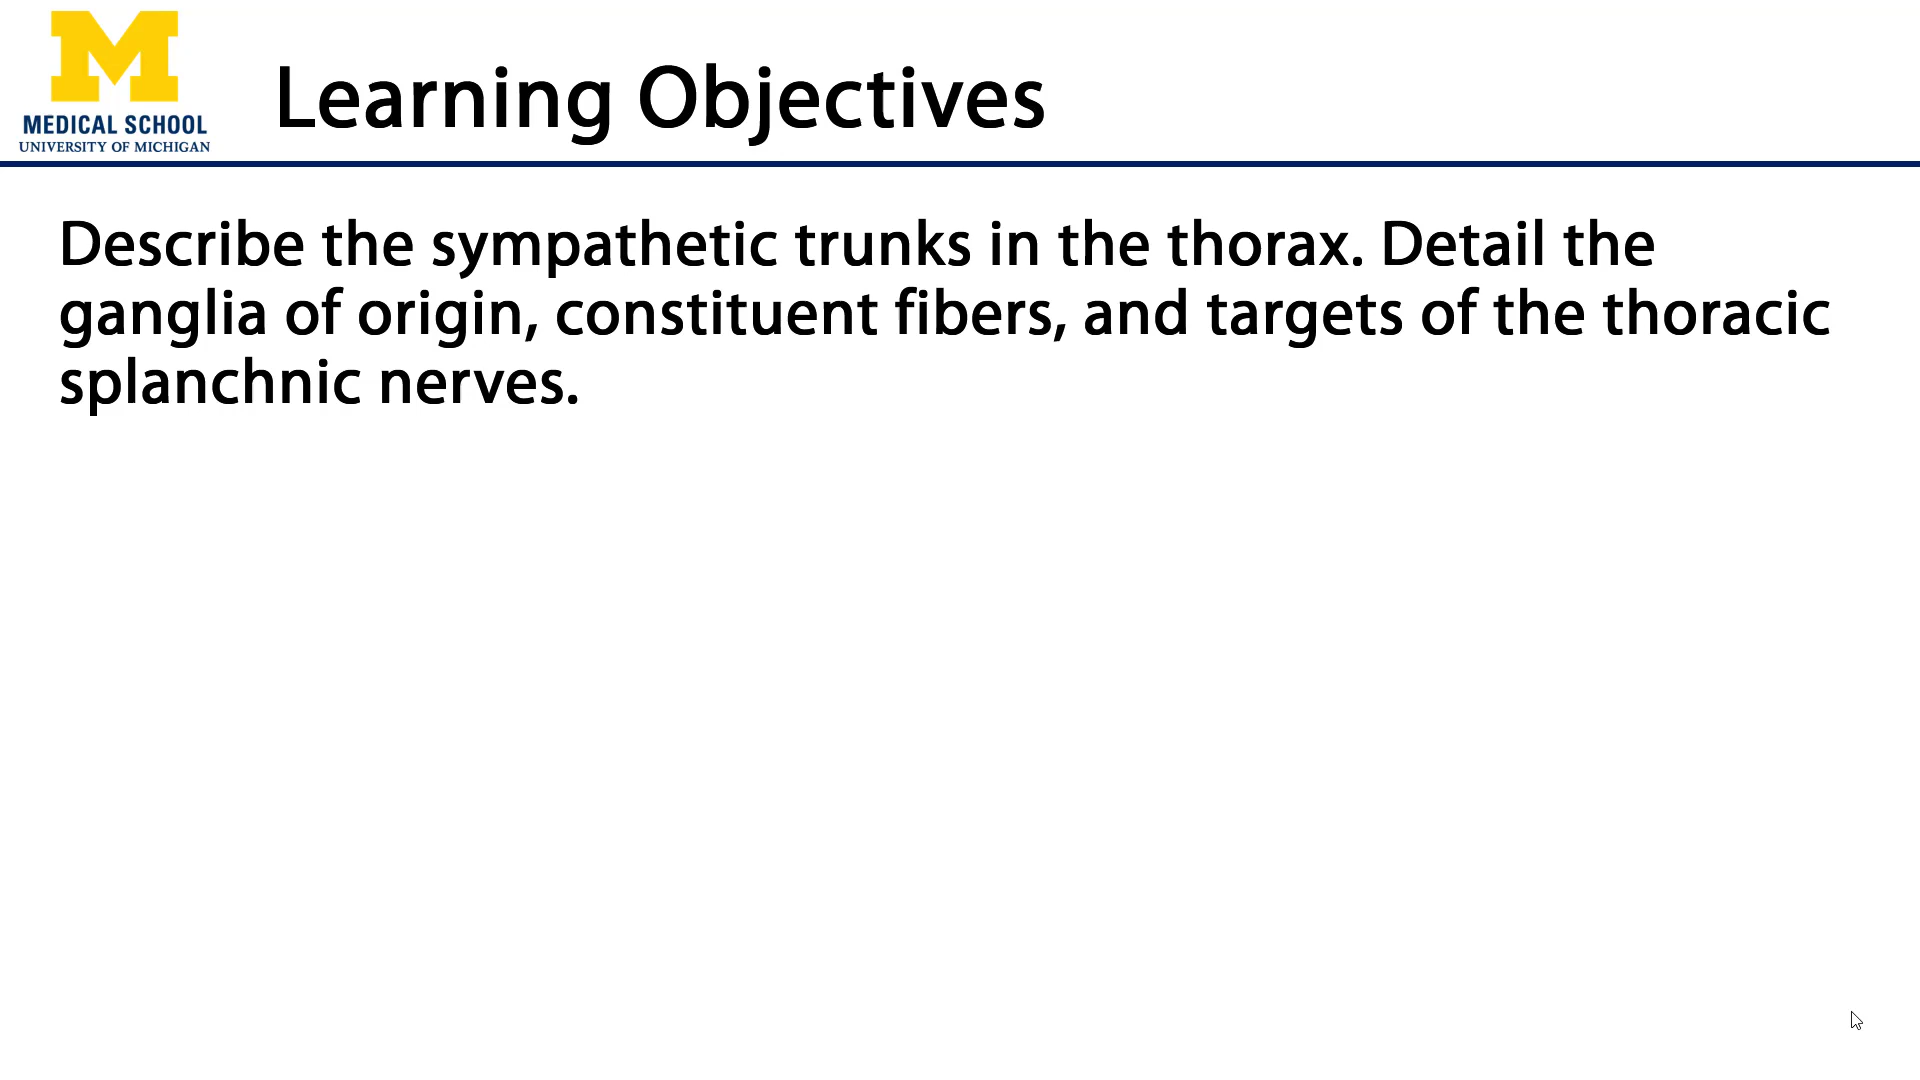 M
MEDICAL SCHOOL
UNIVERSITY OF MICHIGAN
Learning Objectives
Describe the sympathetic trunks in the thorax. Detail the
ganglia of origin, constituent fibers, and targets of the thoracic
splanchnic nerves.